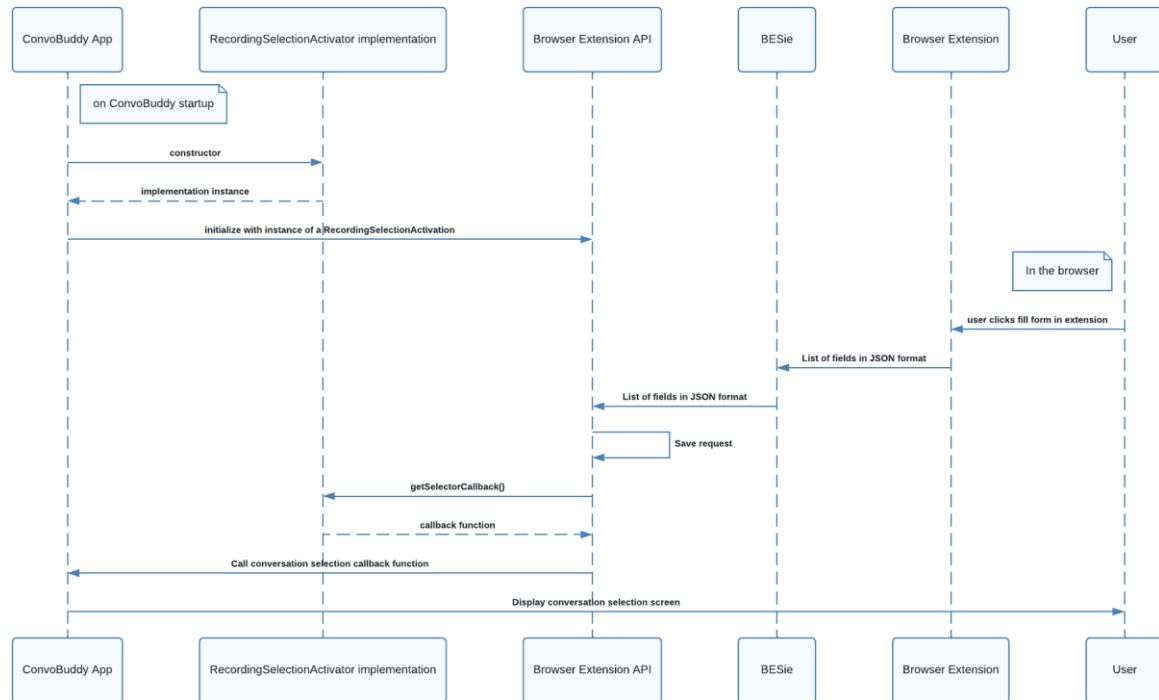 ConvoBuddy App
RecordingSelectionActivator implementation
Browser Extension API
BESie
Browser Extension
User
on ConvoBuddy startup
constructor
implementation instance
initialize with instance of a RecordingSelectionActivation
In the browser
user clicks fill form in extension
List of fields in JSON format
List of fields in JSON format
Save request
getSelectorCallback()
callback function
Call conversation selection callback function
Display conversation selection screen
ConvoBuddy App
RecordingSelectionActivator implementation
Browser Extension API
BESie
Browser Extension
User